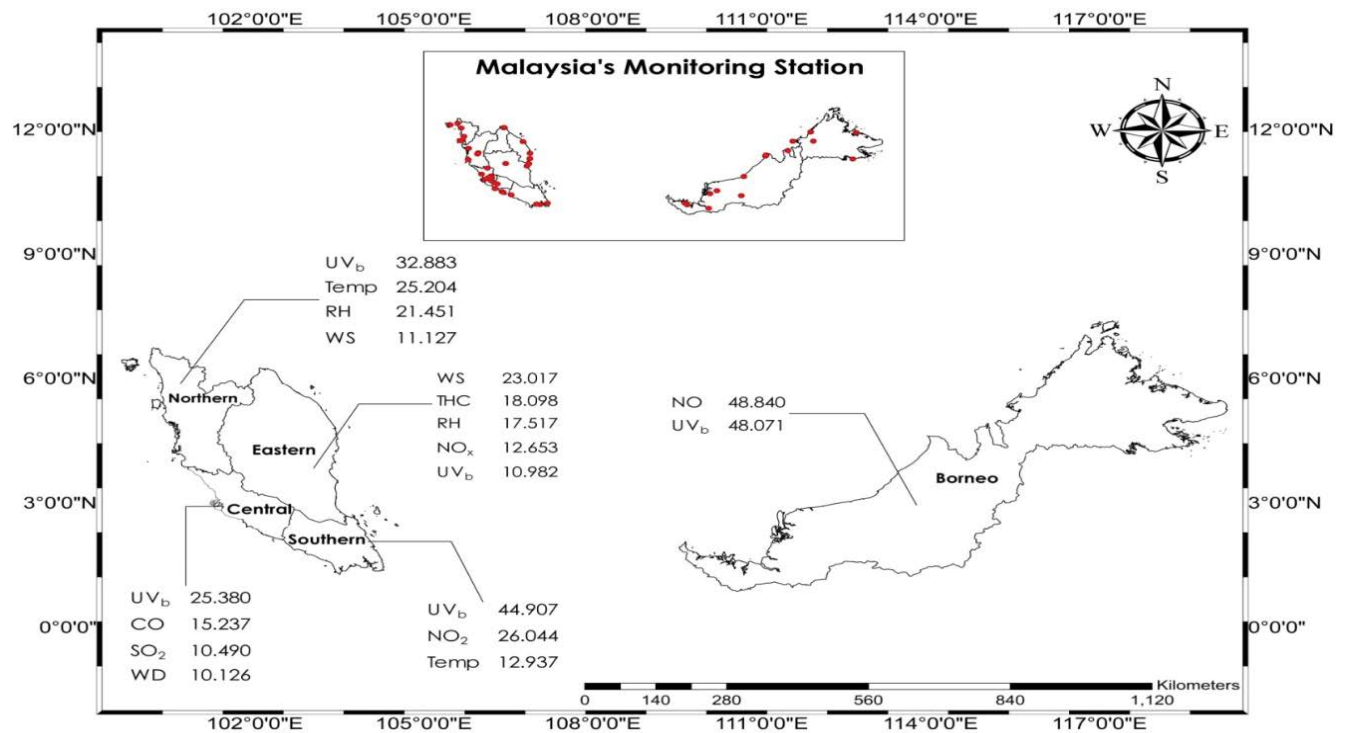 102°0'0"E 105°0'0"E 108°0'0"E 111°0'0"E 114°0'0"E 117°0'0"E
Malaysia's Monitoring Station
N
W E
S
12°0'0"N 12°0'0"N
9°0'0"N 9°0'0"N
UVb 32.883
Temp 25.204
RH 21.451
WS 11.127
6°0'0"N 6°0'0"N
Northern
WS 23.017
THC 18.098
RH 17.517
NOx 12.653
UVb 10.982
Eastern
NO 48.840
UVb 48.071
Borneo
3°0'0"N 3°0'0"N
Central
Southern
UVb 25.380
CO 15.237
SO2 10.490
WD 10.126
UVb 44.907
NO2 26.044
Temp 12.937
0°0'0" 0°0'0"
Kilometers
0 140 280 560 840 1,120
102°0'0"E 105°0'0"E 108°0'0"E 111°0'0"E 114°0'0"E 117°0'0"E